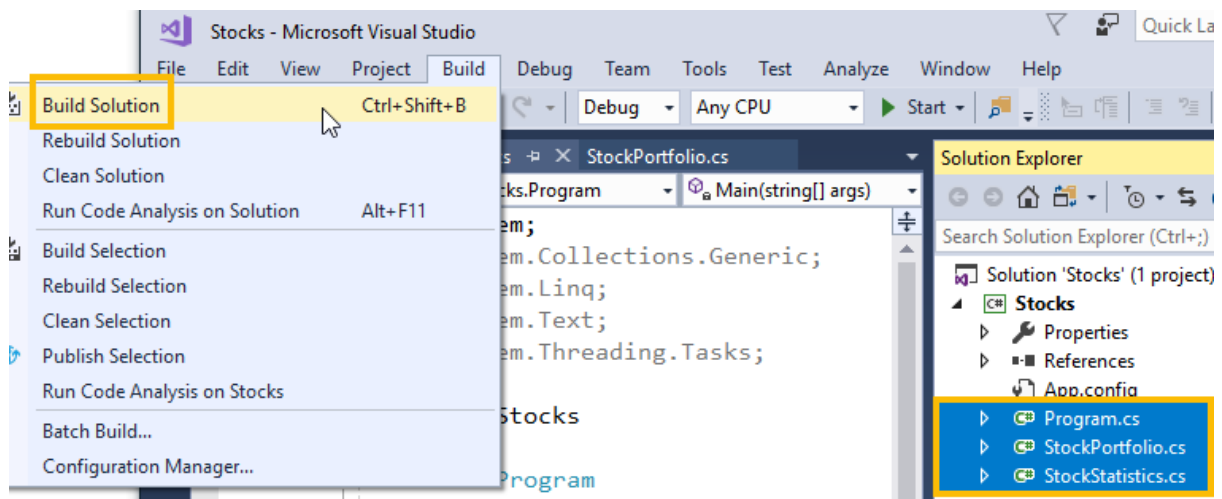 Stocks - Microsoft Visual Studio
Quick La
File Edit View Project Build Debug Team Tools Test Analyze Window Help
Debug Any CPU Start
Build Solution Ctrl+Shift+B
Rebuild Solution
Clean Solution
Run Code Analysis on Solution Alt+F11
Build Selection
Rebuild Selection
Clean Selection
Publish Selection
Run Code Analysis on Stocks
Batch Build...
Configuration Manager...
s StockPortfolio.cs
cks.Program Main(string[] args)
em;
em.Collections.Generic;
em.Linq;
em.Text;
em.Threading.Tasks;
Stocks
Program
Solution Explorer
Search Solution Explorer (Ctrl+;)
Solution 'Stocks' (1 project)
C# Stocks
Properties
References
App.config
C# Program.cs
C# StockPortfolio.cs
C# StockStatistics.cs